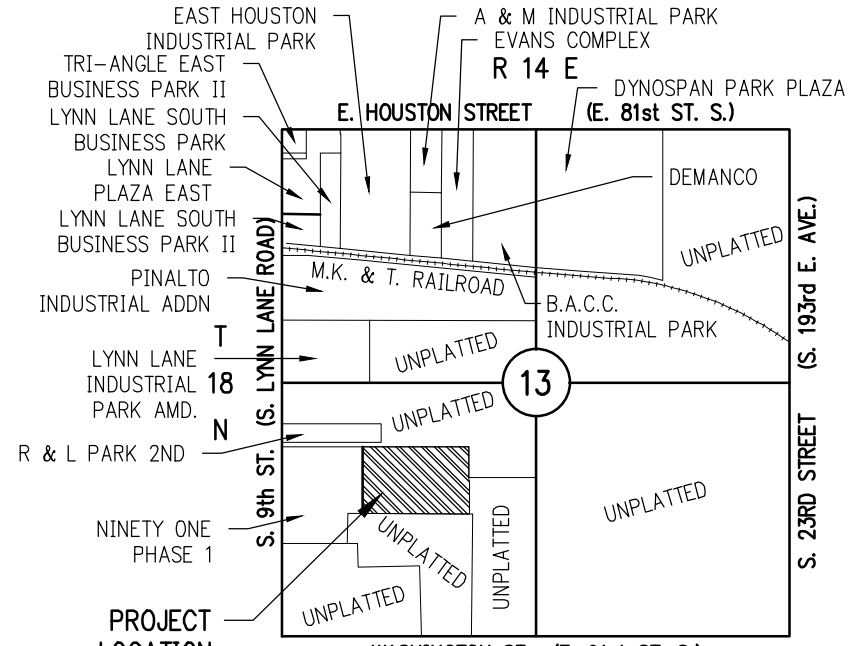 EAST HOUSTON
INDUSTRIAL PARK
A & M INDUSTRIAL PARK
EVANS COMPLEX
R 14 E
TRI-ANGLE EAST
BUSINESS PARK II
DYNOSPAN PARK PLAZA
LYNN LANE SOUTH
BUSINESS PARK
E. HOUSTON STREET (E. 81st ST. S.)
LYNN LANE
PLAZA EAST
DEMANCO
LYNN LANE SOUTH
BUSINESS PARK II
UNPLATTED
M.K. & T. RAILROAD
PINALTO
INDUSTRIAL ADDN
B.A.C.C.
INDUSTRIAL PARK
S. 9th ST. (S. LYNN LANE ROAD)
(S. 193rd E. AVE.)
T
18
N
LYNN LANE
INDUSTRIAL
PARK AMD.
UNPLATTED
13
UNPLATTED
R & L PARK 2ND
UNPLATTED
S. 23RD STREET
NINETY ONE
PHASE 1
UNPLATTED
UNPLATTED
UNPLATTED
PROJECT
LOCATION